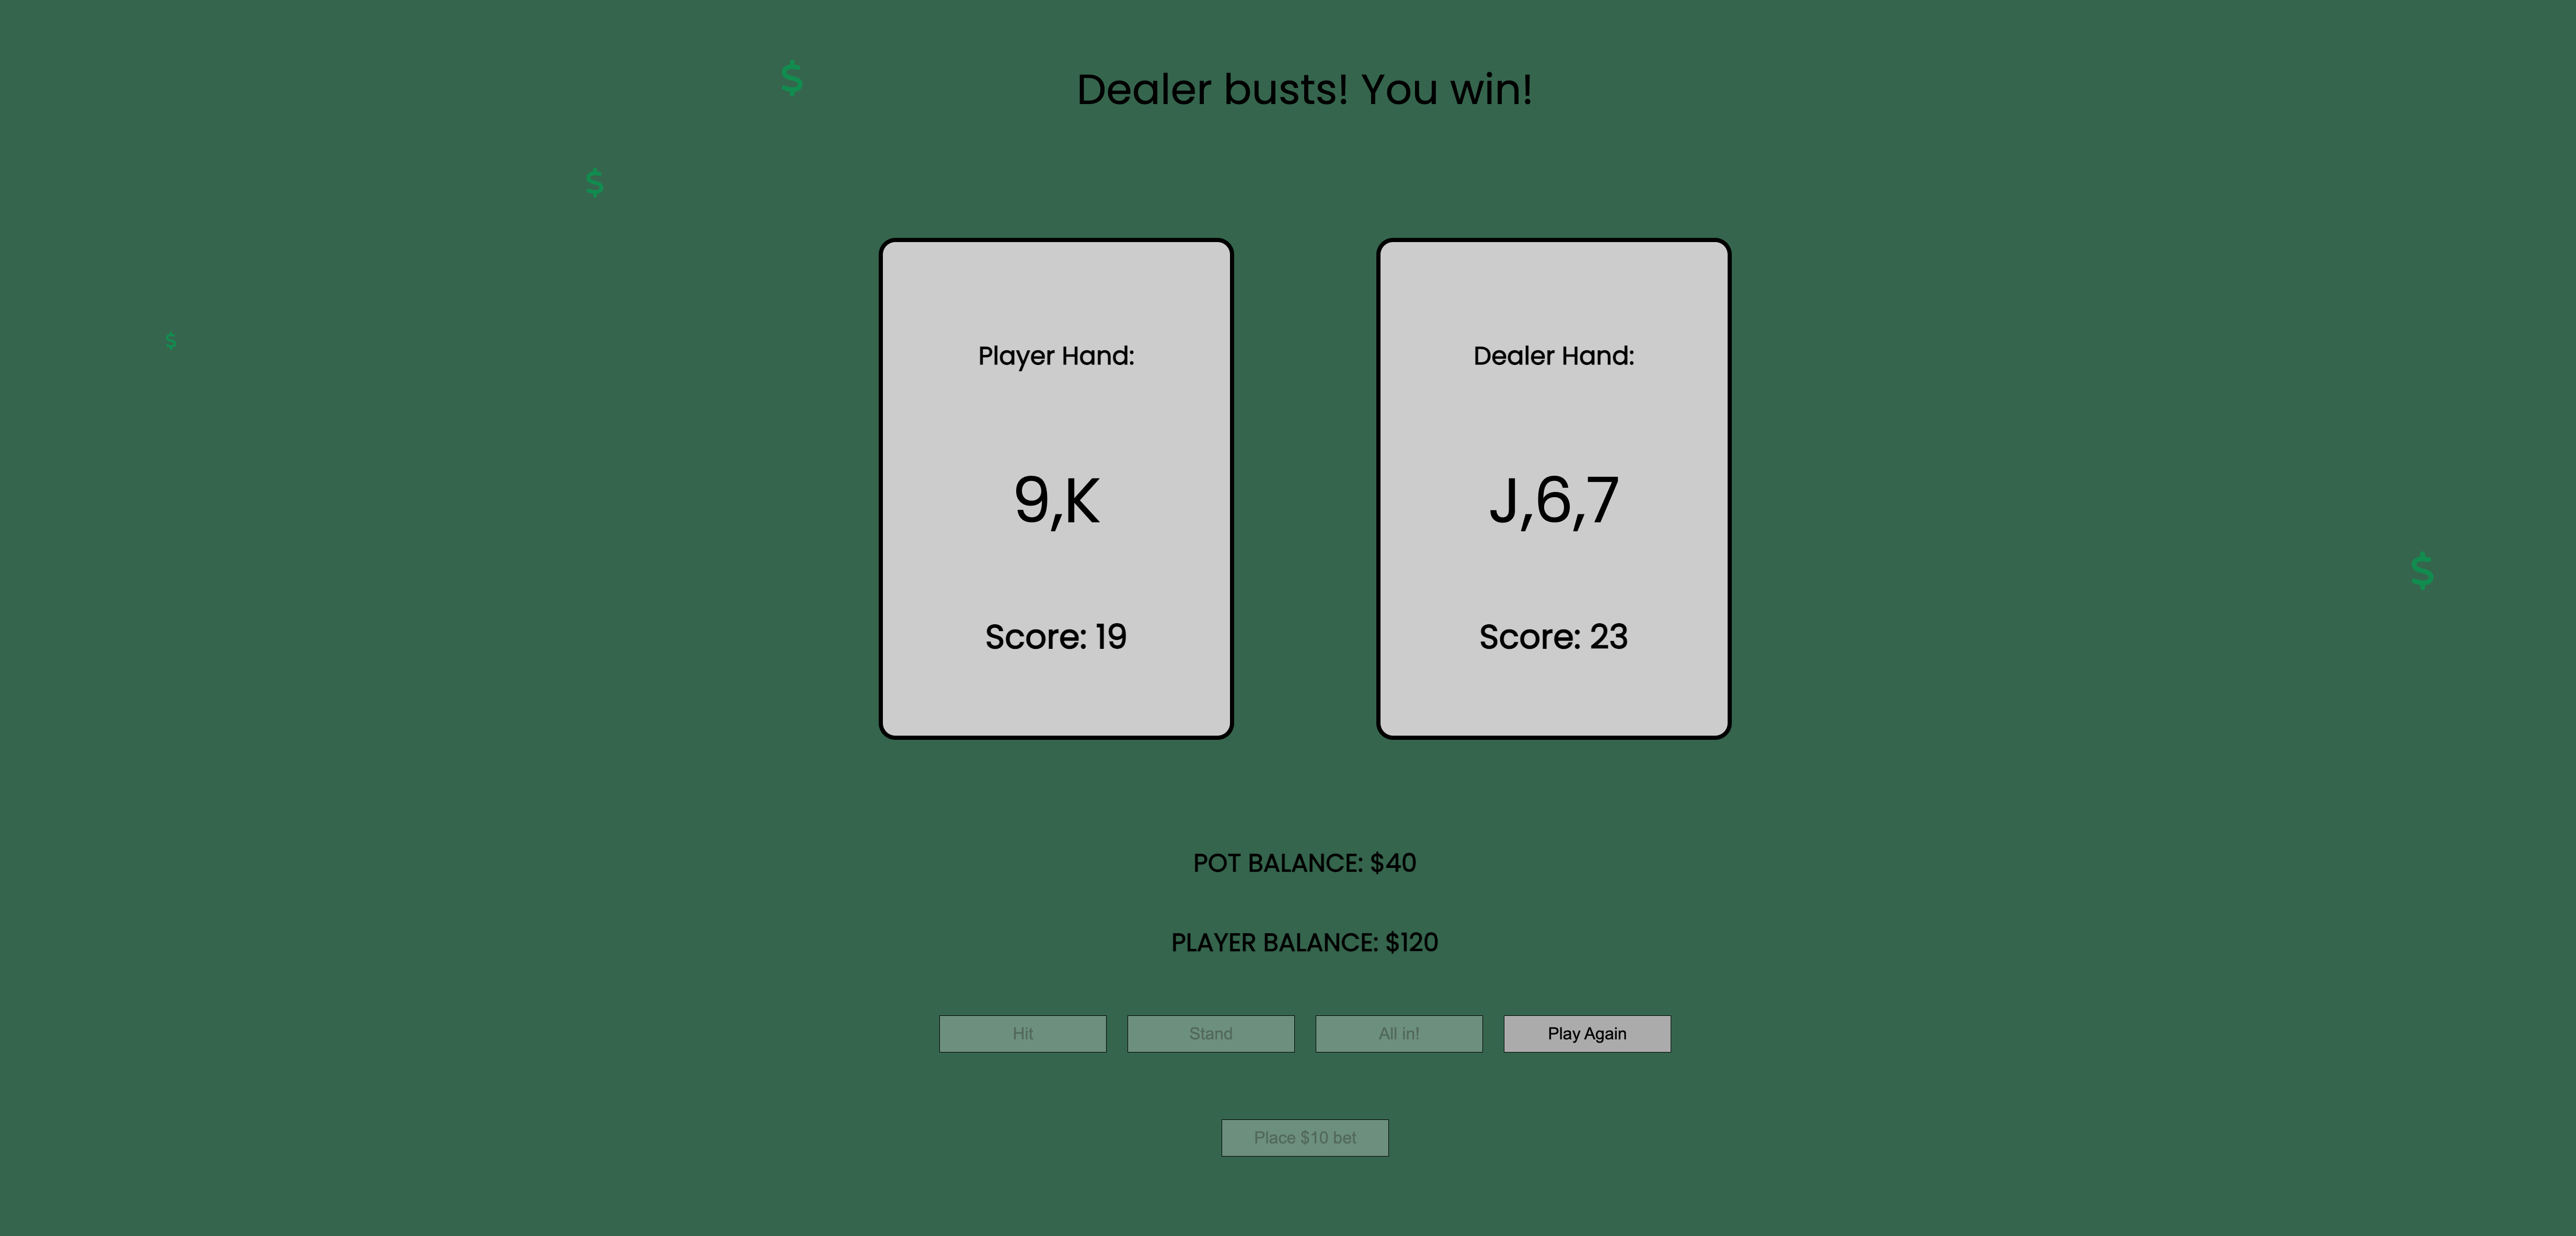 $
Dealer busts! You win!
$
$
Player Hand:
9,K
Score: 19
Dealer Hand:
J,6,7
Score: 23
$
POT BALANCE: $40
PLAYER BALANCE: $120
Hit
Stand
All in!
Play Again
Place $10 bet